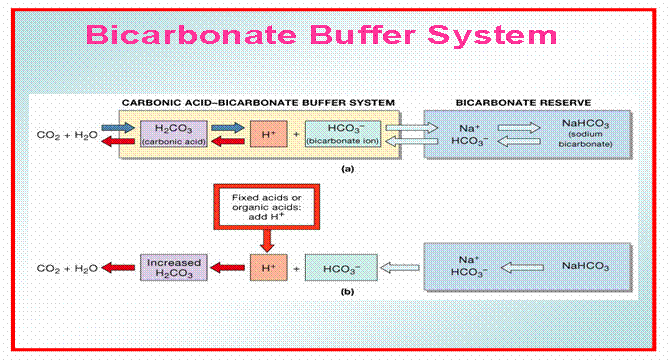 Bicarbonate Buffer System
CARBONIC ACID–BICARBONATE BUFFER SYSTEM
BICARBONATE RESERVE
CO₂ + H₂O
H₂CO₃
(carbonic acid)
H⁺
+
HCO₃⁻
(bicarbonate ion)
Na⁺
HCO₃⁻
NaHCO₃
(sodium
bicarbonate)
(a)
Fixed acids or
organic acids:
add H⁺
CO₂ + H₂O
Increased
H₂CO₃
H⁺
+
HCO₃⁻
Na⁺
HCO₃⁻
NaHCO₃
(b)